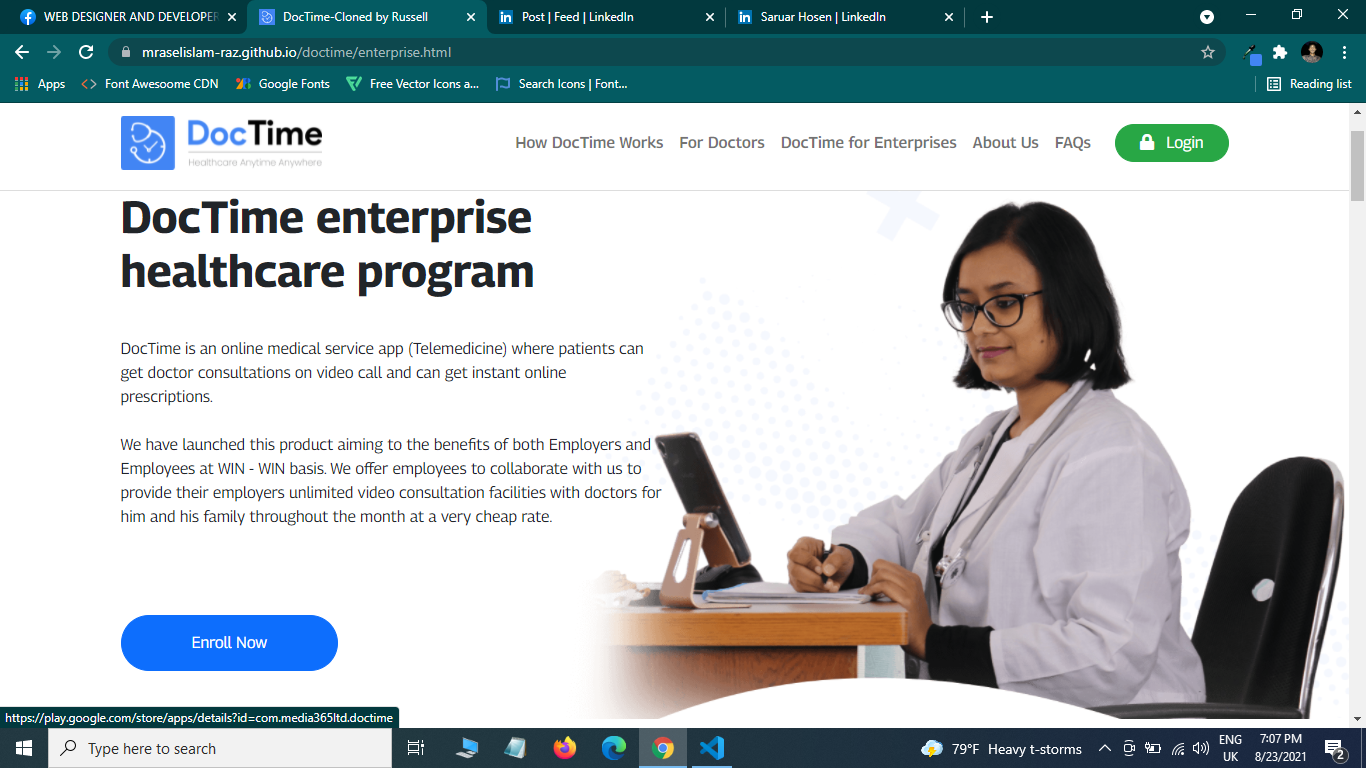 WEB DESIGNER AND DEVELOPER
DocTime-Cloned by Russell
Post | Feed | LinkedIn
Saruar Hosen | LinkedIn
mraselislam-raz.github.io/doctime/enterprise.html
Apps
Font Awesoome CDN
Google Fonts
Free Vector Icons a...
Search Icons | Font...
Reading list
DocTime
Healthcare Anytime Anywhere
How DocTime Works
For Doctors
DocTime for Enterprises
About Us
FAQs
Login
DocTime enterprise
healthcare program
DocTime is an online medical service app (Telemedicine) where patients can
get doctor consultations on video call and can get instant online
prescriptions.
We have launched this product aiming to the benefits of both Employers and
Employees at WIN - WIN basis. We offer employees to collaborate with us to
provide their employers unlimited video consultation facilities with doctors for
him and his family throughout the month at a very cheap rate.
Enroll Now
https://play.google.com/store/apps/details?id=com.media365ltd.doctime
Type here to search
79°F Heavy t-storms
ENG
UK
7:07 PM
8/23/2021
2